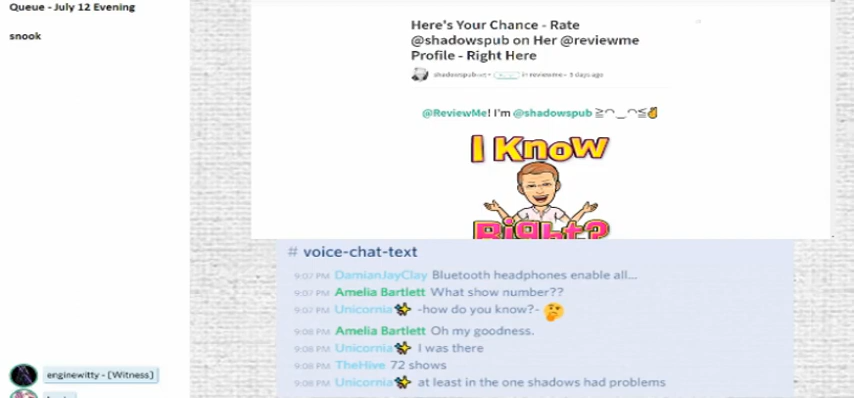 Queue - July 12 Evening
snook
Here's Your Chance - Rate
@shadowspub on Her @reviewme
Profile - Right Here
shadowspub in reviewme • 3 days ago
@ReviewMe! I'm @shadowspub ≧◠‿◠≦✌
I Know
Right?
# voice-chat-text
9:07 PM DamianJayClay Bluetooth headphones enable all...
9:07 PM Amelia Bartlett What show number??
9:07 PM Unicornia✨ -how do you know?- 🤔
9:08 PM Amelia Bartlett Oh my goodness.
9:08 PM Unicornia✨ I was there
9:08 PM TheHive 72 shows
9:08 PM Unicornia✨ at least in the one shadows had problems
enginewitty - [Witness]